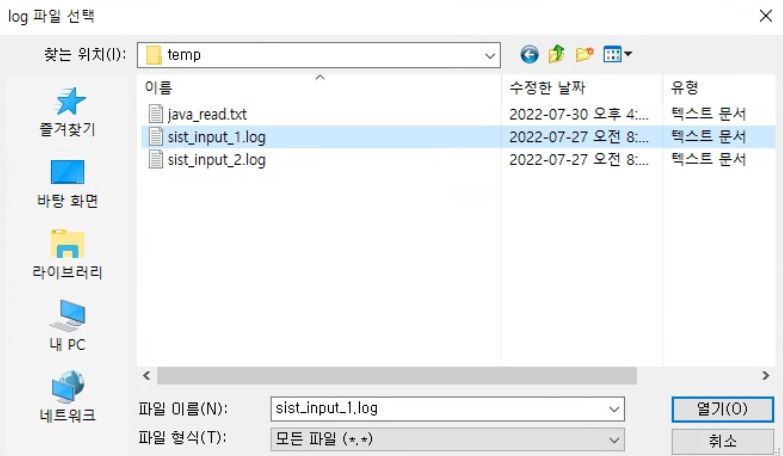 log 파일 선택
찾는 위치(I): temp
이름 수정한 날짜 유형
java_read.txt 2022-07-30 오후 4:... 텍스트 문서
sist_input_1.log 2022-07-27 오전 8:... 텍스트 문서
sist_input_2.log 2022-07-27 오전 8:... 텍스트 문서
즐겨찾기
바탕 화면
라이브러리
내 PC
네트워크
파일 이름(N): sist_input_1.log 열기(O)
파일 형식(T): 모든 파일 (*.*) 취소